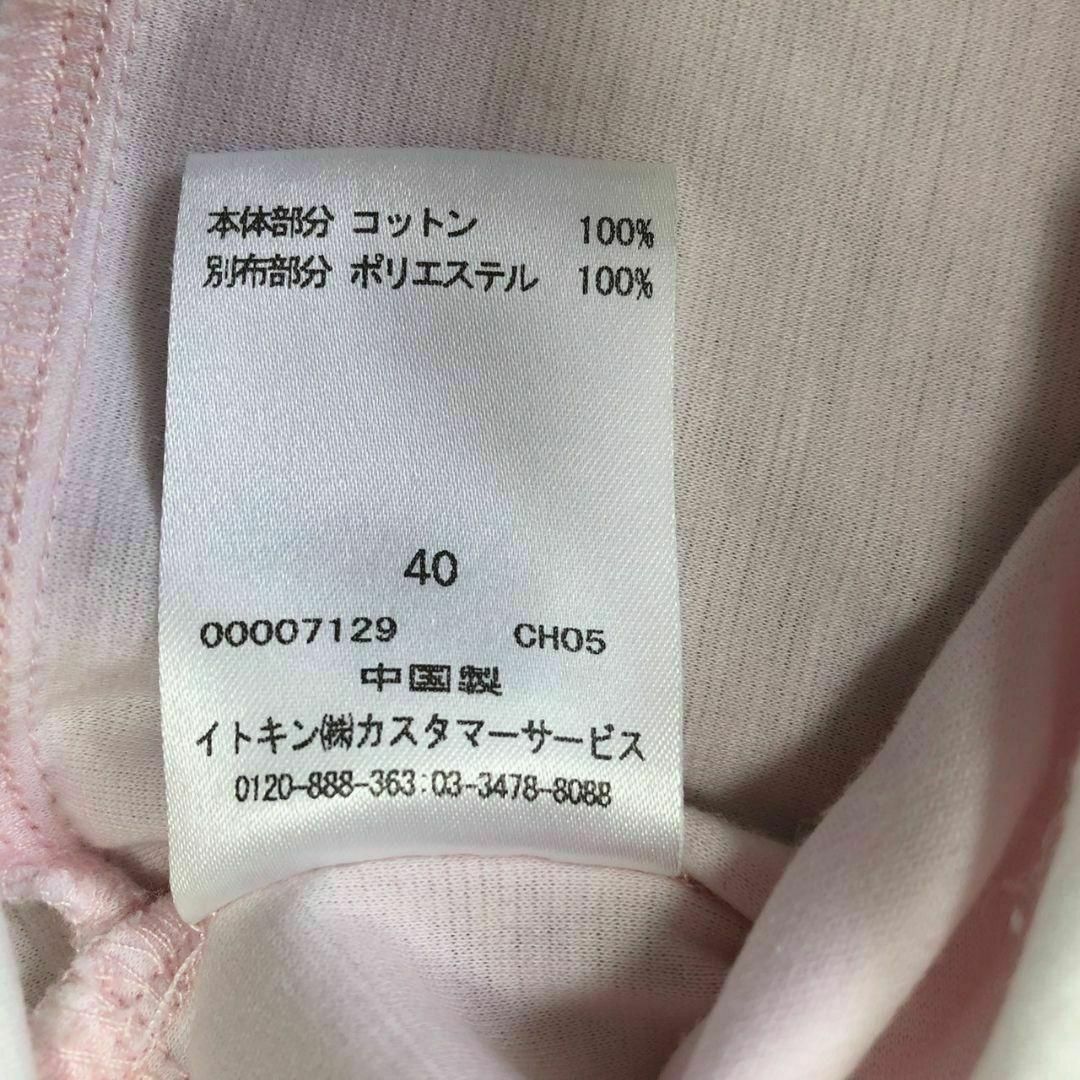 本体部分 コットン 100%
別布部分 ポリエステル 100%
40
00007129 CH05
中国製
イトキン㈱カスタマーサービス
0120-888-363:03-3478-8088